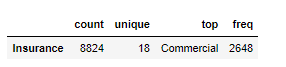 count unique top freq
Insurance 8824 18 Commercial 2648